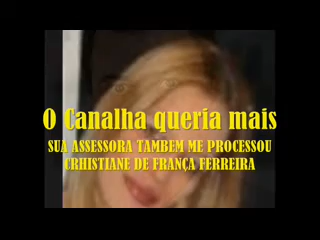 O Canalha queria mais
SUA ASSESSORA TAMBEM ME PROCESSOU
CRHISTIANE DE FRANÇA FERREIRA